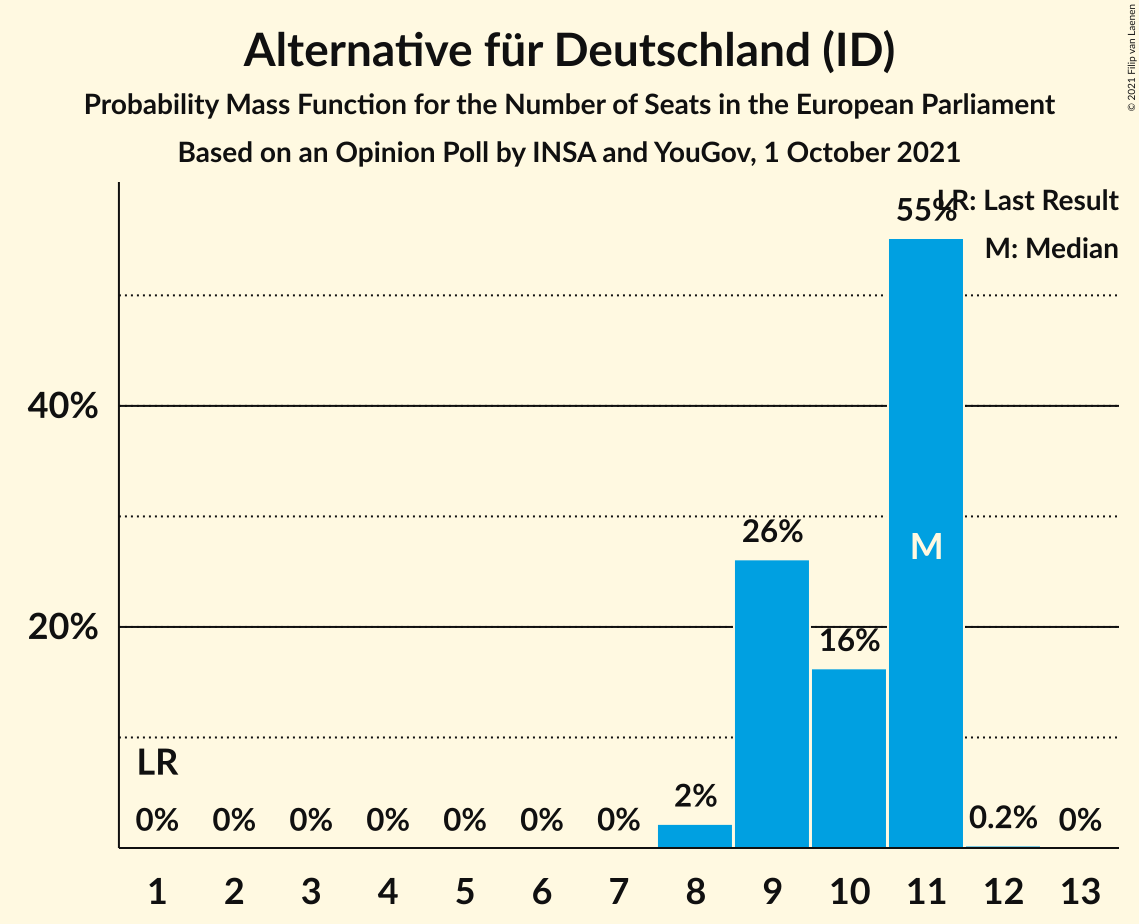 Alternative für Deutschland (ID)
Probability Mass Function for the Number of Seats in the European Parliament
Based on an Opinion Poll by INSA and YouGov, 1 October 2021
© 2021 Filip van Laenen
LR: Last Result
M: Median
55%
40%
26%
M
20%
16%
LR
2%
0% 0% 0% 0% 0% 0% 0% 0.2% 0%
1 2 3 4 5 6 7 8 9 10 11 12 13